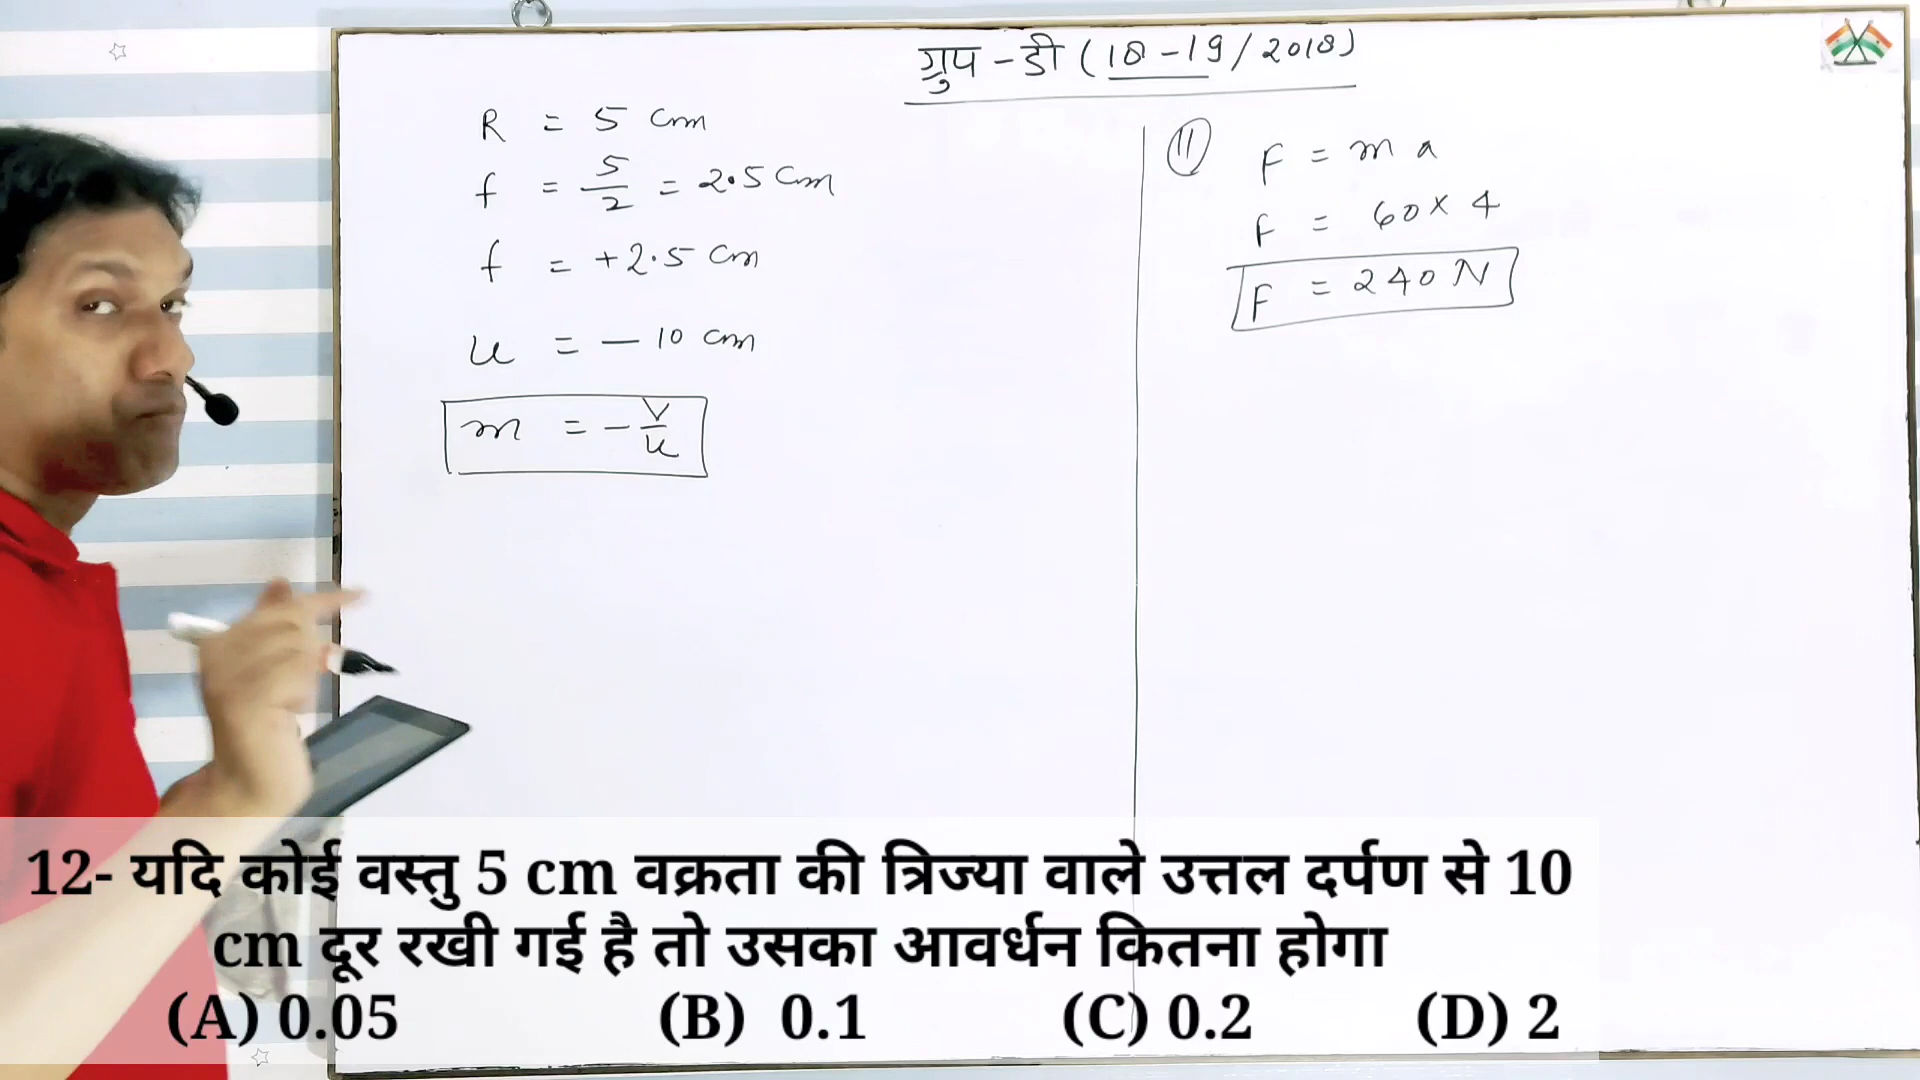 ग्रुप - डी ( 18 - 19 / 2018 )
R = 5 cm
f = 5/2 = 2.5 cm
f = +2.5 cm
u = - 10 cm
m = - v/u
11 F = m a
F = 60 x 4
F = 240 N
12- यदि कोई वस्तु 5 cm वक्रता की त्रिज्या वाले उत्तल दर्पण से 10
cm दूर रखी गई है तो उसका आवर्धन कितना होगा
(A) 0.05 (B) 0.1 (C) 0.2 (D) 2